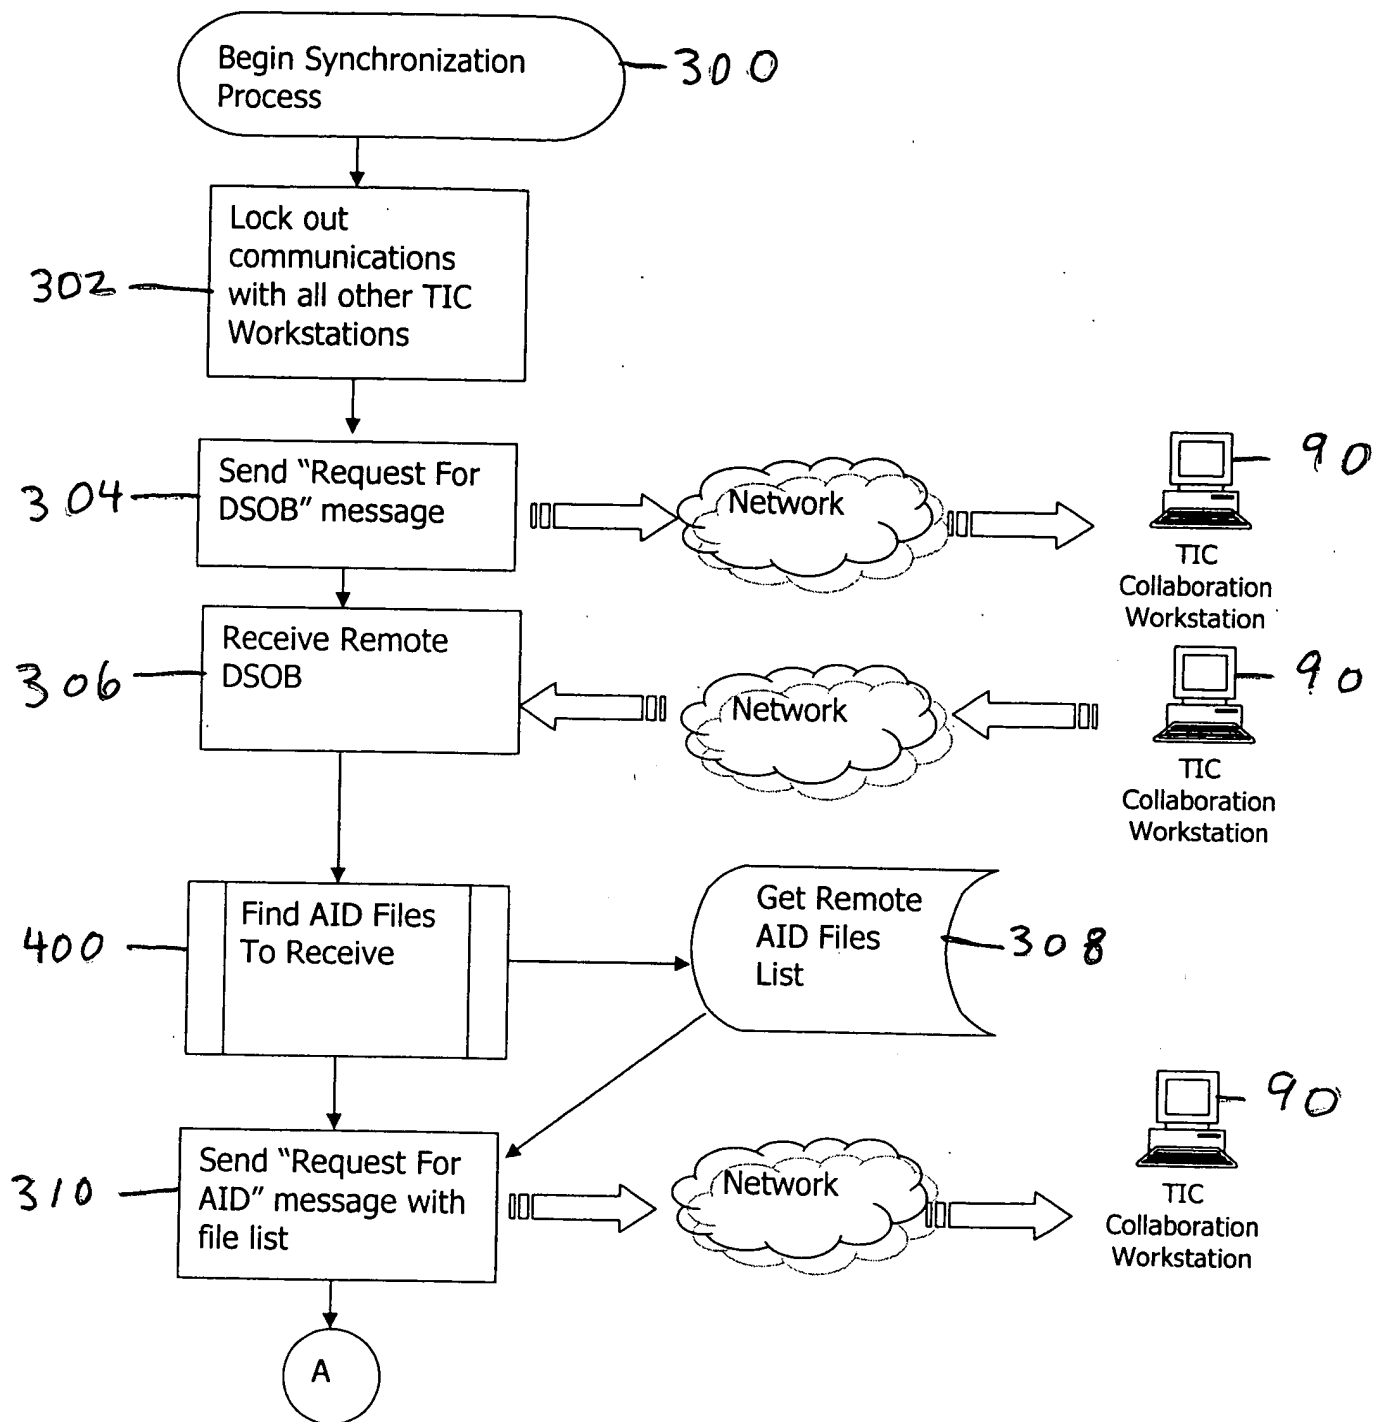 Begin Synchronization
Process
300
Lock out
communications
with all other TIC
Workstations
302
Send “Request For
DSOB” message
304
Network
90
TIC
Collaboration
Workstation
Receive Remote
DSOB
306
Network
90
TIC
Collaboration
Workstation
Find AID Files
To Receive
400
Get Remote
AID Files
List
308
Send “Request For
AID” message with
file list
310
Network
90
TIC
Collaboration
Workstation
A